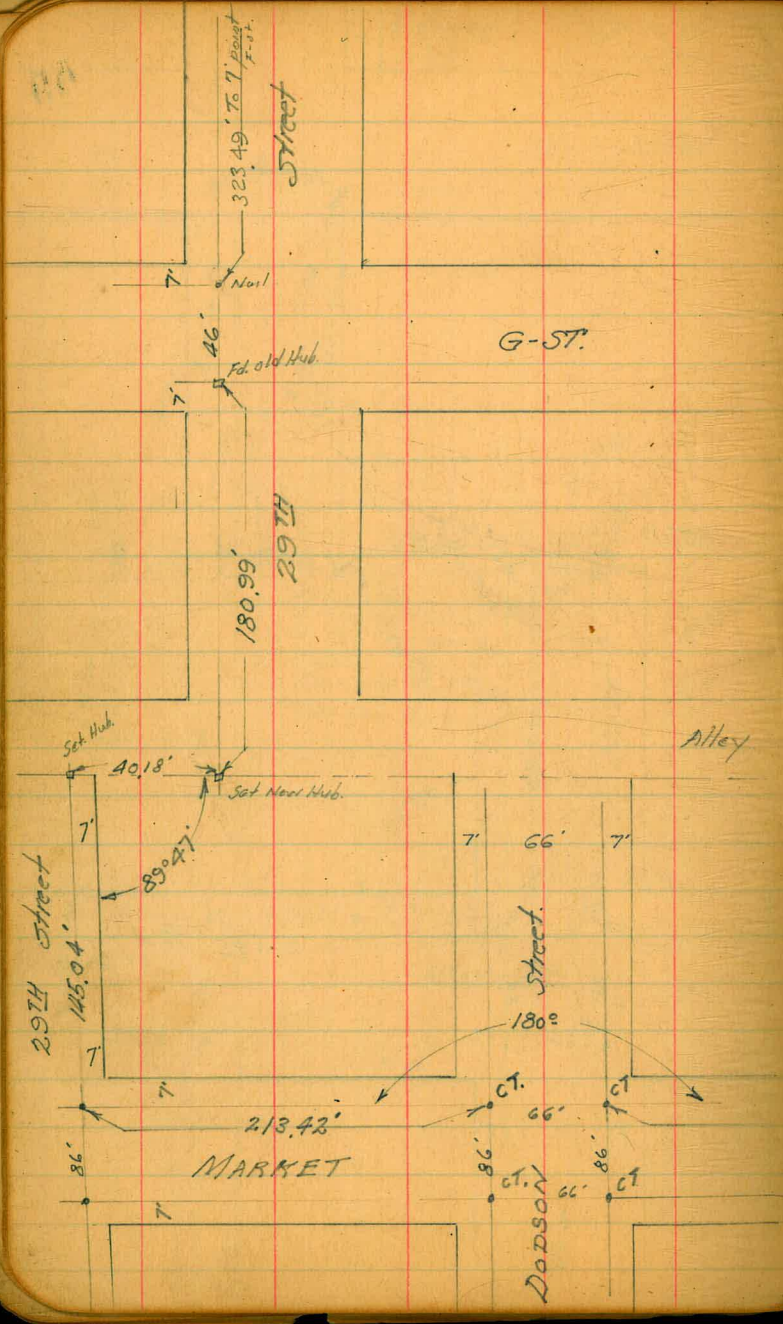 323.49' To 7' point
F-st.
Street
7'
Nail
46'
G-ST.
Fd. old Hub.
7'
29TH
180.99'
Set. Hub.
40.18'
Alley
Set New Hub.
7'
89°47'
7'
66'
7'
29TH Street
145.04'
Street.
180°
7'
7'
CT.
CT
213.42'
66'
86'
MARKET
86'
86'
CT.
66'
CT
7'
DODSON